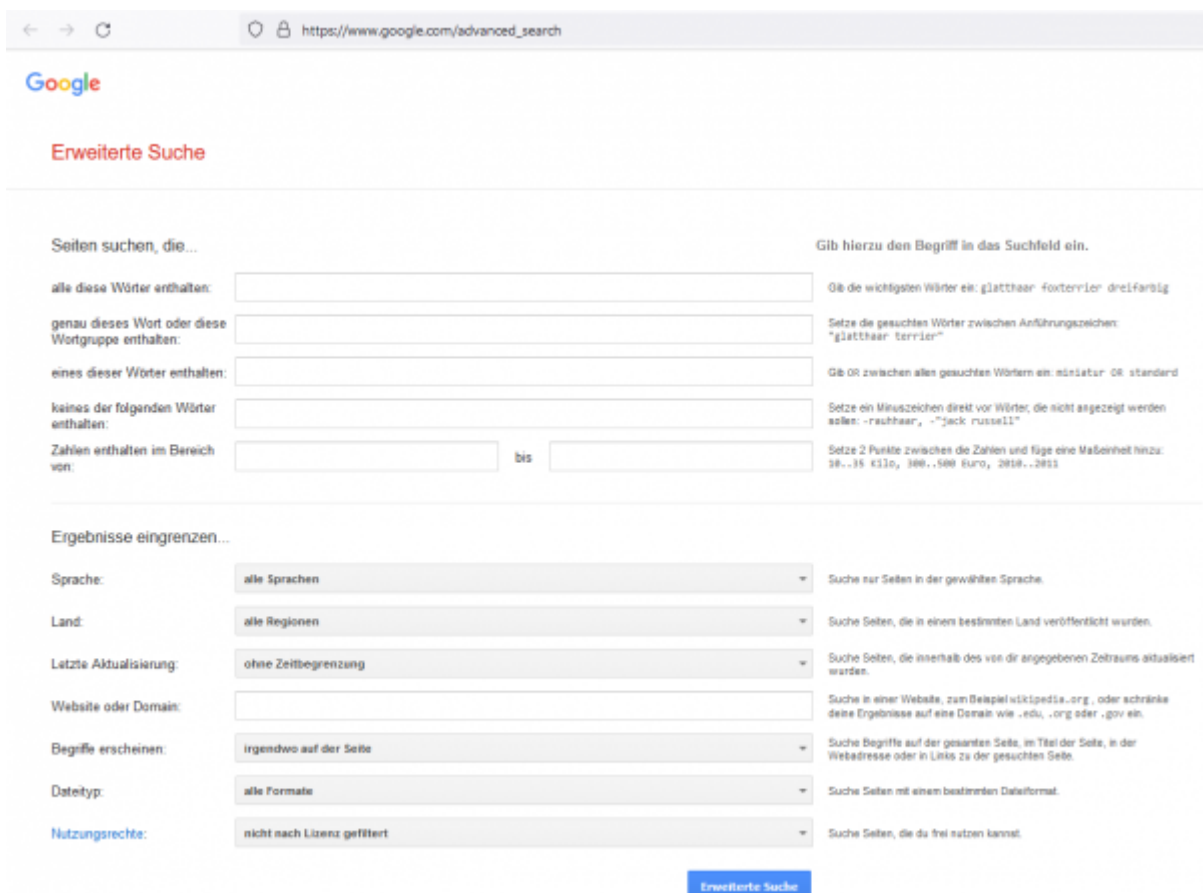 https://www.google.com/advanced_search
Google
Erweiterte Suche
Seiten suchen, die...
Gib hierzu den Begriff in das Suchfeld ein.
alle diese Wörter enthalten:
Gib die wichtigsten Wörter ein: glatthaar foxterrier dreifarbig
genau dieses Wort oder diese
Wortgruppe enthalten:
Setze die gesuchten Wörter zwischen Anführungszeichen:
"glatthaar terrier"
eines dieser Wörter enthalten:
Gib OR zwischen allen gesuchten Wörtern ein: miniatur OR standard
keines der folgenden Wörter
enthalten:
Setze ein Minuszeichen direkt vor Wörter, die nicht angezeigt werden
sollen: -rauhhaar, -"jack russell"
Zahlen enthalten im Bereich
von:
bis
Setze 2 Punkte zwischen die Zahlen und füge eine Maßeinheit hinzu:
10..35 Kilo, 300..500 Euro, 2010..2011
Ergebnisse eingrenzen...
Sprache:
alle Sprachen
Suche nur Seiten in der gewählten Sprache.
Land:
alle Regionen
Suche Seiten, die in einem bestimmten Land veröffentlicht wurden.
Letzte Aktualisierung:
ohne Zeitbegrenzung
Suche Seiten, die innerhalb des von dir angegebenen Zeitraums aktualisiert
wurden.
Website oder Domain:
Suche in einer Website, zum Beispiel wikipedia.org , oder schränke
deine Ergebnisse auf eine Domain wie .edu, .org oder .gov ein.
Begriffe erscheinen:
irgendwo auf der Seite
Suche Begriffe auf der gesamten Seite, im Titel der Seite, in der
Webadresse oder in Links zu der gesuchten Seite.
Dateityp:
alle Formate
Suche Seiten mit einem bestimmten Dateiformat.
Nutzungsrechte:
nicht nach Lizenz gefiltert
Suche Seiten, die du frei nutzen kannst.
Erweiterte Suche